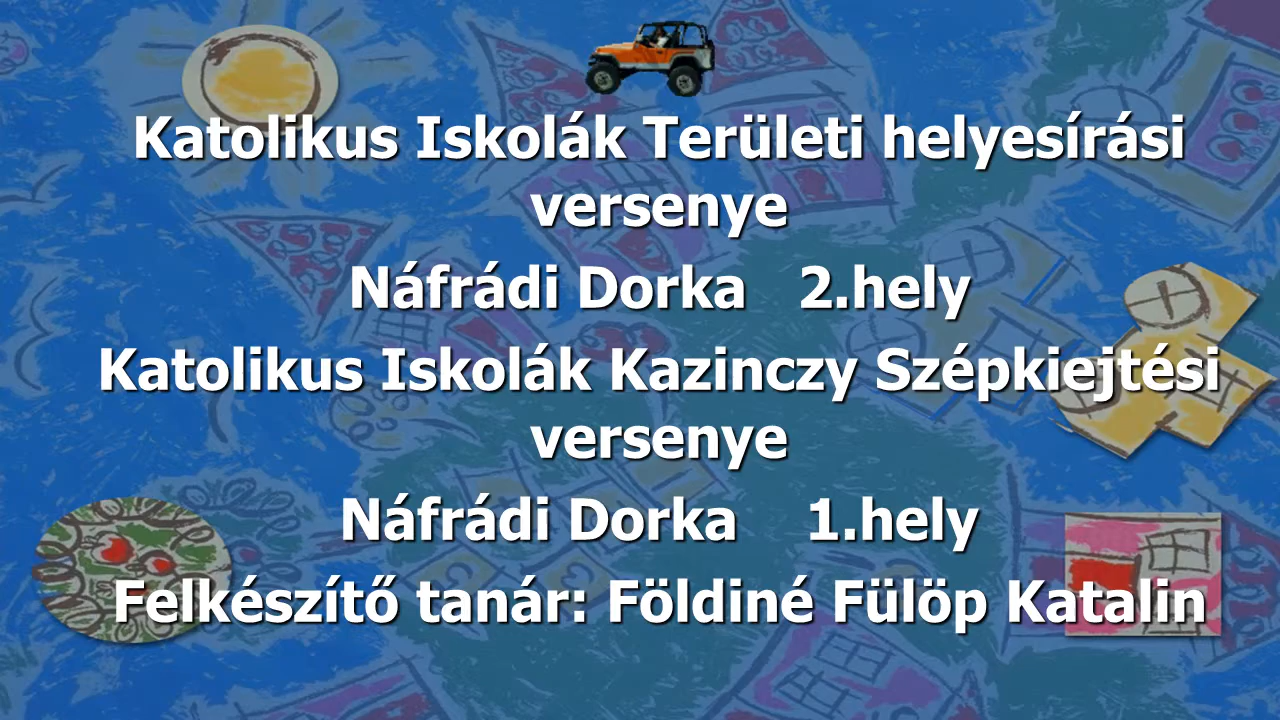 Katolikus Iskolák Területi helyesírási
versenye
Náfrádi Dorka   2.hely
Katolikus Iskolák Kazinczy Szépkiejtési
versenye
Náfrádi Dorka    1.hely
Felkészítő tanár: Földiné Fülöp Katalin